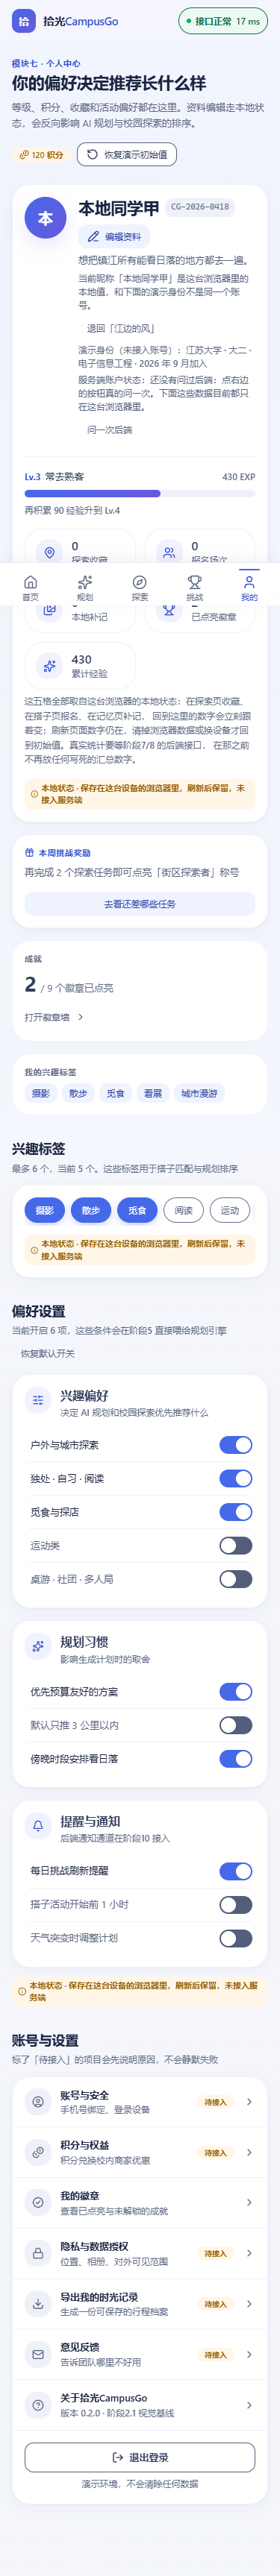 拾 拾光CampusGo 接口正常 17 ms
模块七 · 个人中心
你的偏好决定推荐长什么样
等级、积分、收藏和活动偏好都在这里。资料编辑走本地状
态，会反向影响 AI 规划与校园探索的排序。
120 积分 恢复演示初始值
本 本地同学甲 CG-2026-0418
编辑资料
想把镇江所有能看日落的地方都去一遍。
当前昵称「本地同学甲」是这台浏览器里的
本地值，和下面的演示身份不是同一个账
号。
退回「江边的风」
演示身份（未接入账号）：江苏大学 · 大二 ·
电子信息工程 · 2026 年 9 月加入
服务端账户状态：还没有问过后端：点右边
的按钮真的问一次。下面这些数据目前都只
在这台浏览器里。
问一次后端
Lv.3 常去熟客 430 EXP
再积累 90 经验升到 Lv.4
0
探索收藏
0
报名场次
首页 规划 探索 挑战 我的
本地补记
已点亮徽章
430
累计经验
这五格全部取自这台浏览器的本地状态：在探索页收藏、
在搭子页报名、在记忆页补记， 回到这里的数字会立刻跟
着变；刷新页面数字仍在，清掉浏览器数据或换设备才回
到初始值。真实统计要等阶段7/8 的后端接口， 在那之前
不再放任何写死的汇总数字。
本地状态 · 保存在这台设备的浏览器里，刷新后保留，未
接入服务端
本周挑战奖励
再完成 2 个探索任务即可点亮「街区探索者」称号
去看还差哪些任务
成就
2 / 9 个徽章已点亮
打开徽章墙
我的兴趣标签
摄影 散步 觅食 看展 城市漫游
兴趣标签
最多 6 个，当前 5 个。这些标签用于搭子匹配与规划排序
摄影 散步 觅食 阅读 运动
本地状态 · 保存在这台设备的浏览器里，刷新后保留，未
接入服务端
偏好设置
当前开启 6 项，这些条件会在阶段5 直接喂给规划引擎
恢复默认开关
兴趣偏好
决定 AI 规划和校园探索优先推荐什么
户外与城市探索
独处 · 自习 · 阅读
觅食与探店
运动类
桌游 · 社团 · 多人局
规划习惯
影响生成计划时的取舍
优先预算友好的方案
默认只推 3 公里以内
傍晚时段安排看日落
提醒与通知
后端通知通道在阶段10 接入
每日挑战刷新提醒
搭子活动开始前 1 小时
天气突变时调整计划
本地状态 · 保存在这台设备的浏览器里，刷新后保留，未接入服
务端
账号与设置
标了「待接入」的项目会先说明原因，不会静默失败
账号与安全 待接入
手机号绑定、登录设备
积分与权益 待接入
积分兑换校内商家优惠
我的徽章
查看已点亮与未解锁的成就
隐私与数据授权 待接入
位置、相册、对外可见范围
导出我的时光记录 待接入
生成一份可保存的行程档案
意见反馈 待接入
告诉团队哪里不好用
关于拾光CampusGo
版本 0.2.0 · 阶段2.1 视觉基线
退出登录
演示环境，不会清除任何数据